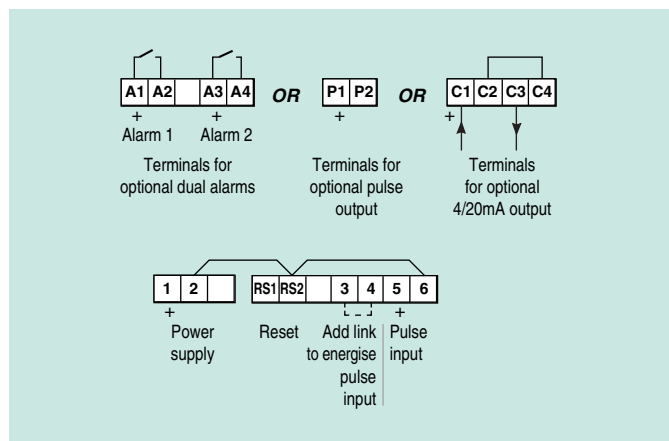 A1 A2 A3 A4 OR P1 P2 OR C1 C2 C3 C4
+ + + +
Alarm 1 Alarm 2
Terminals for
optional dual alarms
Terminals for
optional pulse
output
Terminals
for optional
4/20mA output
1 2 RS1 RS2 3 4 5 6
+ +
Power
supply
Reset
Add link
to energise
pulse
input
Pulse
input